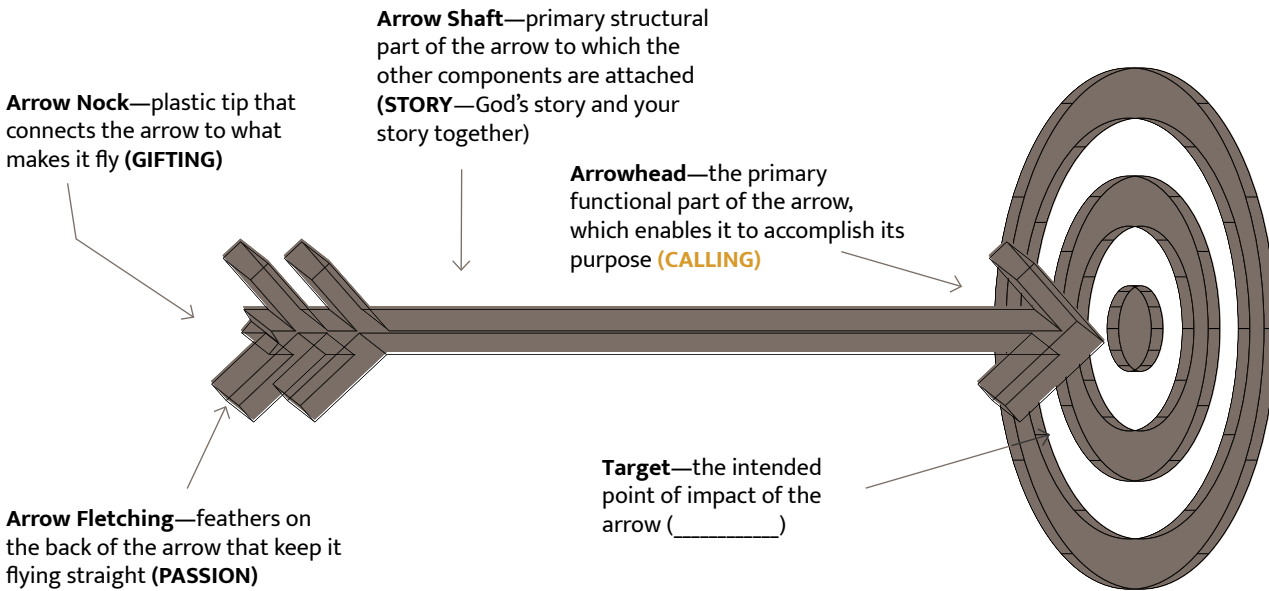 Arrow Shaft—primary structural
part of the arrow to which the
other components are attached
(STORY—God’s story and your
story together)
Arrow Nock—plastic tip that
connects the arrow to what
makes it fly (GIFTING)
Arrowhead—the primary
functional part of the arrow,
which enables it to accomplish its
purpose (CALLING)
Target—the intended
point of impact of the
arrow (____________)
Arrow Fletching—feathers on
the back of the arrow that keep it
flying straight (PASSION)